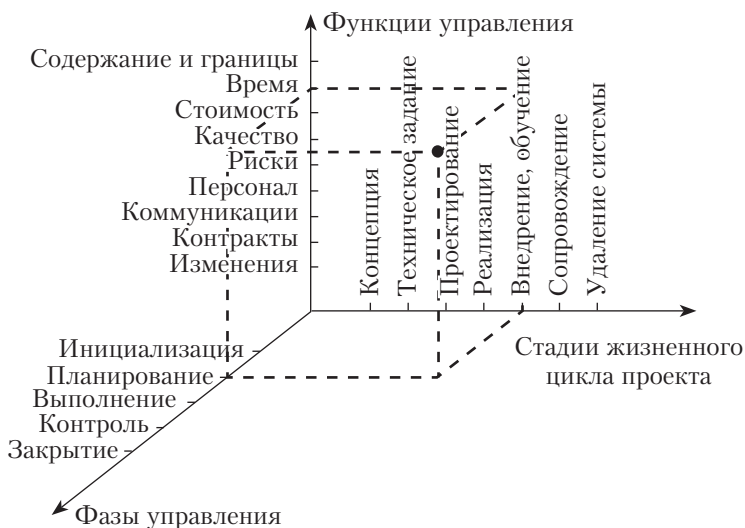 Функции управления
Содержание и границы
Время
Стоимость
Качество
Риски
Персонал
Коммуникации
Контракты
Изменения
Концепция
Техническое задание
Проектирование
Реализация
Внедрение, обучение
Сопровождение
Удаление системы
Стадии жизненного
цикла проекта
Инициализация
Планирование
Выполнение
Контроль
Закрытие
Фазы управления